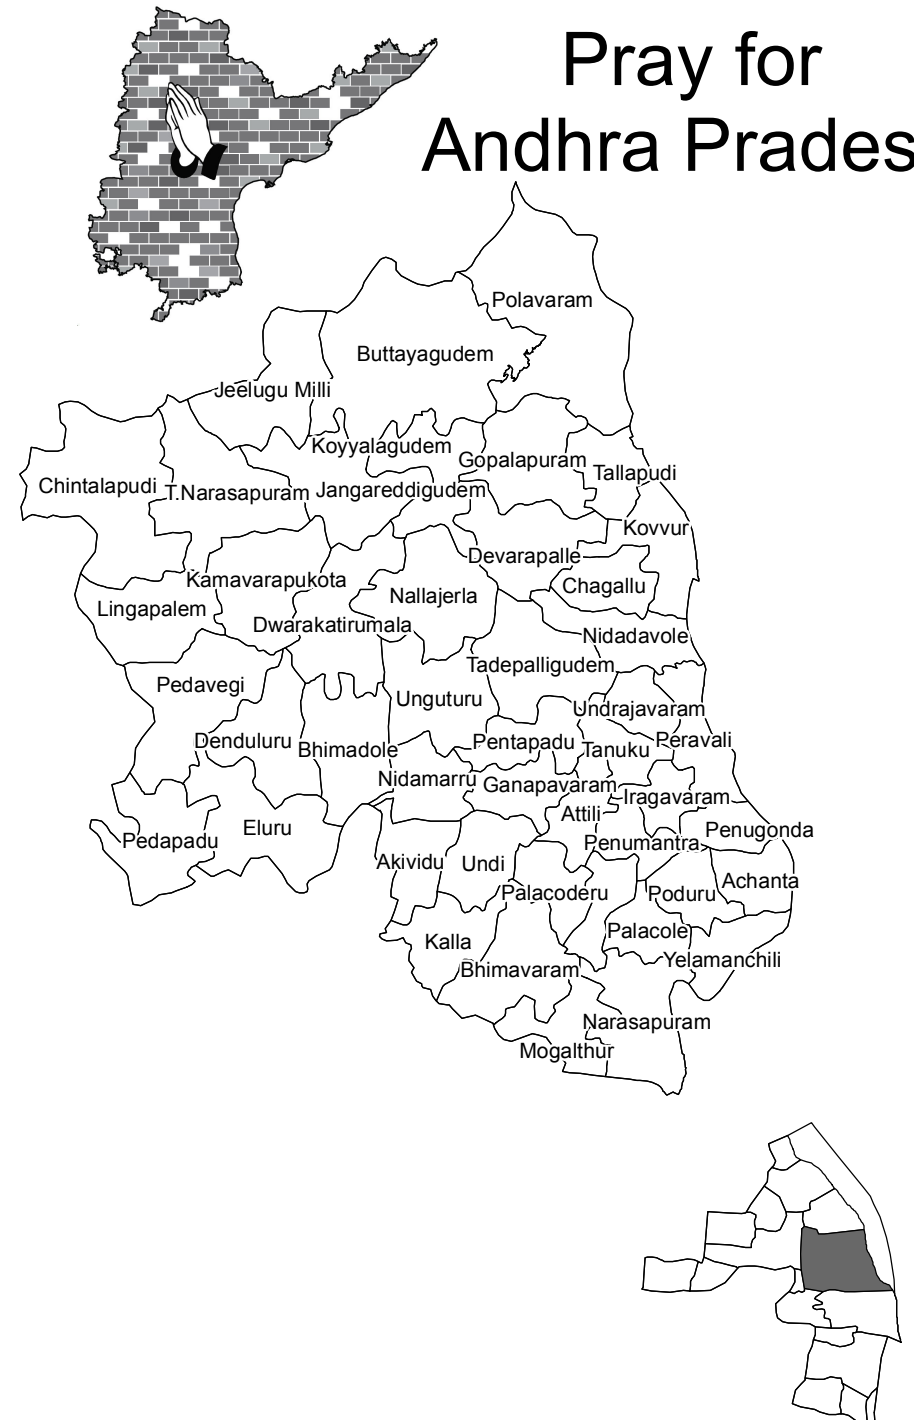 Pray for
Andhra Prades
Polavaram
Buttayagudem
Jeelugu Milli
Koyyalagudem
Gopalapuram
Tallapudi
Chintalapudi
T.Narasapuram
Jangareddigudem
Kovvur
Devarapalle
Kamavarapukota
Chagallu
Nallajerla
Lingapalem
Dwarakatirumala
Nidadavole
Tadepalligudem
Pedavegi
Unguturu
Undrajavaram
Denduluru
Bhimadole
Pentapadu
Tanuku
Peravali
Nidamarru
Ganapavaram
Iragavaram
Attili
Eluru
Penugonda
Pedapadu
Penumantra
Akividu
Undi
Achanta
Palacoderu
Poduru
Palacole
Kalla
Yelamanchili
Bhimavaram
Narasapuram
Mogalthur